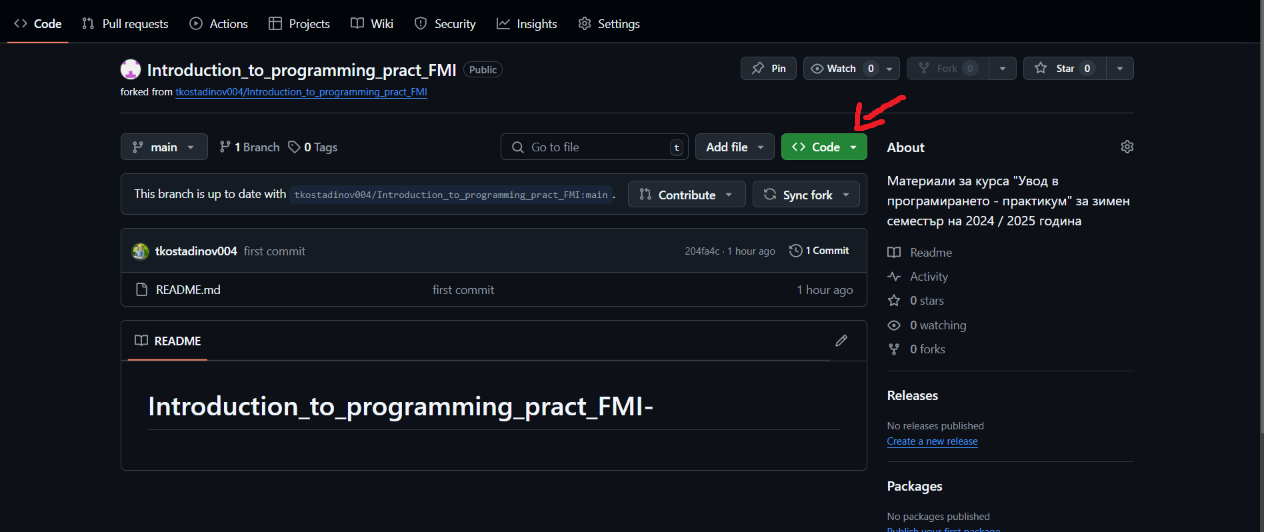 Code Pull requests Actions Projects Wiki Security Insights Settings
Introduction_to_programming_pract_FMI Public Pin Watch 0 Fork 0 Star 0
forked from tkostadinov004/Introduction_to_programming_pract_FMI
main 1 Branch 0 Tags Go to file t Add file Code
This branch is up to date with tkostadinov004/Introduction_to_programming_pract_FMI:main . Contribute Sync fork
tkostadinov004 first commit 204fa4c · 1 hour ago 1 Commit
README.md first commit 1 hour ago
README
Introduction_to_programming_pract_FMI-
About
Материали за курса "Увод в
програмирането - практикум" за зимен
семестър на 2024 / 2025 година
Readme
Activity
0 stars
0 watching
0 forks
Releases
No releases published
Create a new release
Packages
No packages published
Publish your first package